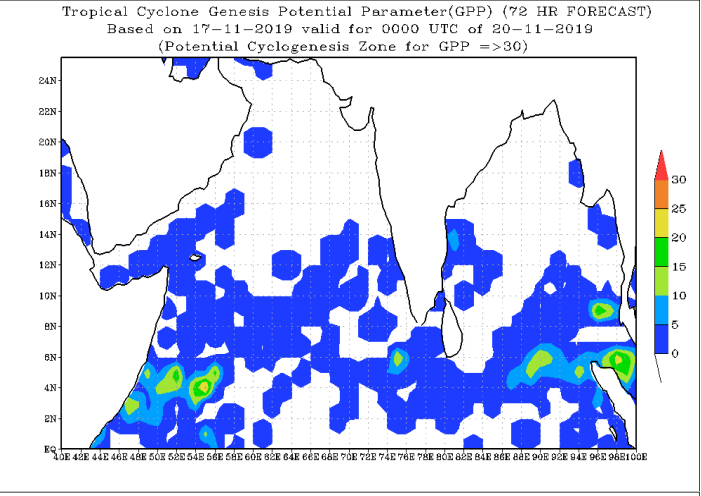 Tropical Cyclone Genesis Potential Parameter(GPP) (72 HR FORECAST)
Based on 17-11-2019 valid for 0000 UTC of 20-11-2019
(Potential Cyclogenesis Zone for GPP =>30)
24N
22N
20N
18N
16N
14N
12N
10N
8N
6N
4N
2N
EQ
30
25
20
15
10
5
0
40E 42E 44E 46E 48E 50E 52E 54E 56E 58E 60E 62E 64E 66E 68E 70E 72E 74E 76E 78E 80E 82E 84E 86E 88E 90E 92E 94E 96E 98E 100E